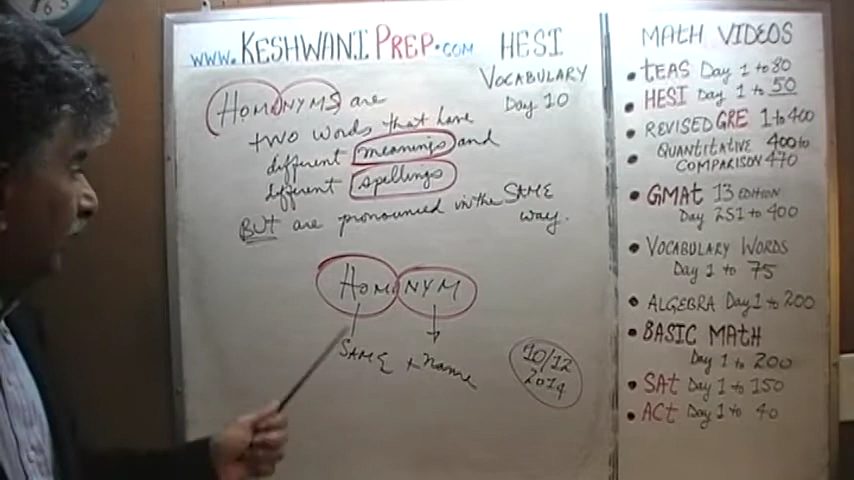 www.KESHWANIPREP.COM
HESI
VOCABULARY
Day 10
HOMONYMS are
two words that have
different meanings and
different spellings
BUT are pronounced in the SAME
way.
HOMONYM
SAME + Name
10/12
2014
MATH VIDEOS
• TEAS Day 1 to 80
• HESI Day 1 to 50
• REVISED GRE 1 to 400
• QUANTITATIVE 400 to
COMPARISON 470
• GMAT 13 EDITION
Day 251 to 400
• VOCABULARY WORDS
Day 1 to 75
• ALGEBRA Day 1 to 200
• BASIC MATH
Day 1 to 200
• SAT Day 1 to 150
• ACT Day 1 to 40
6 5